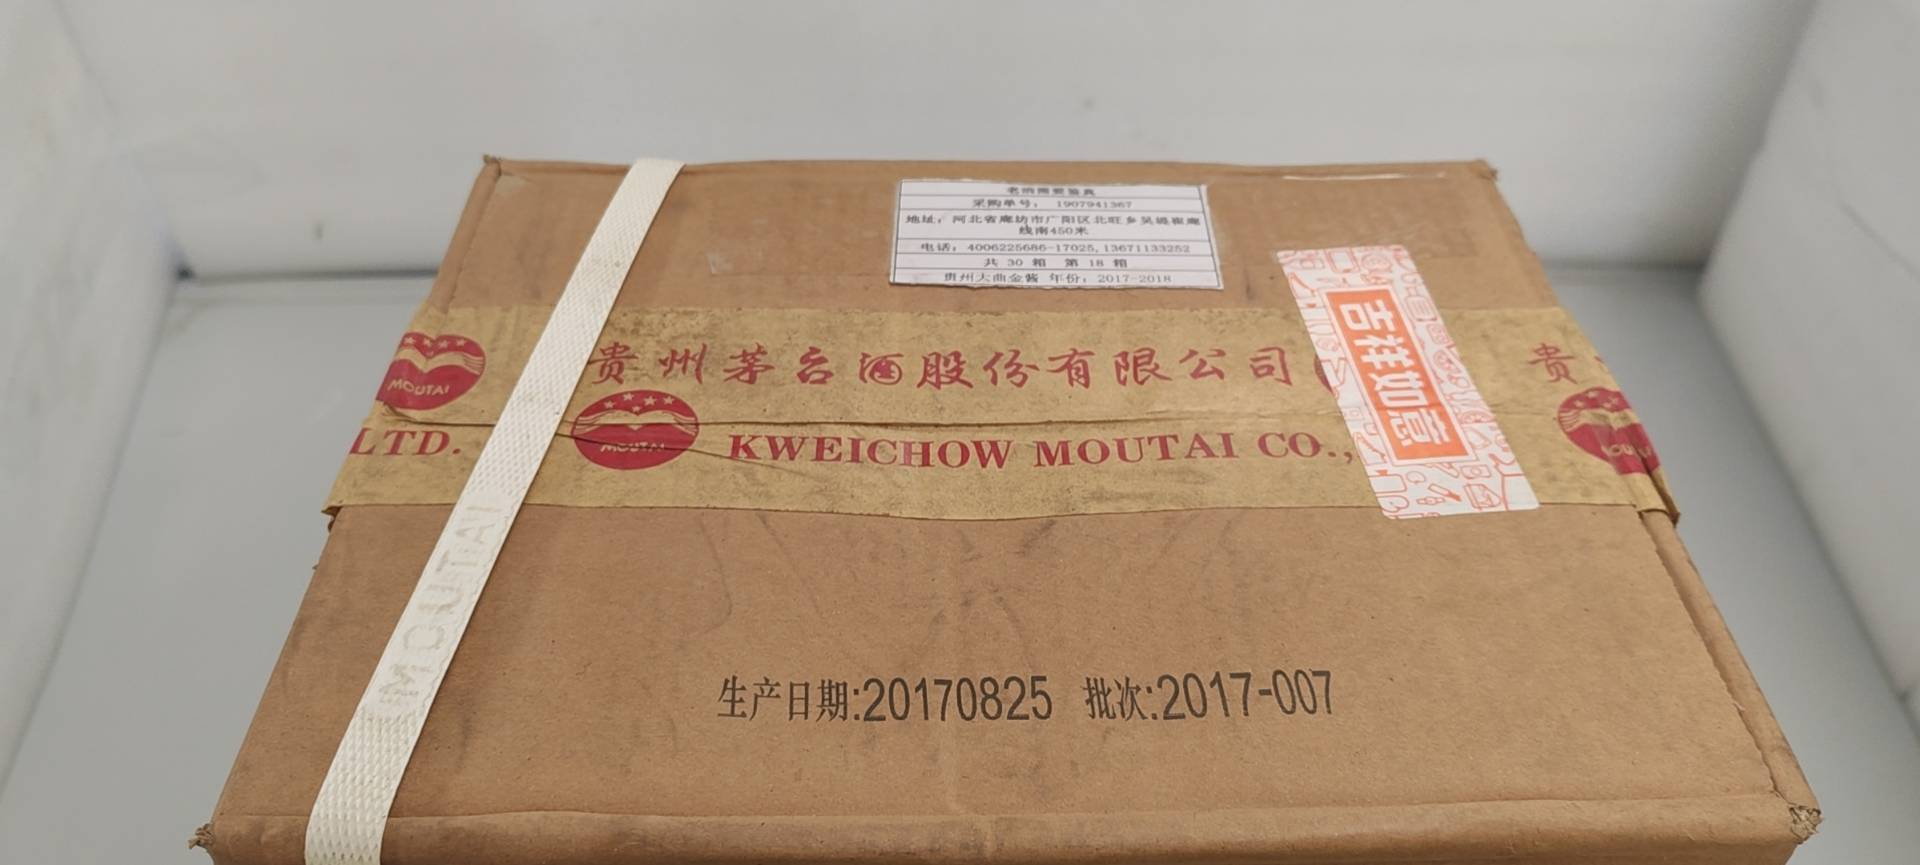 老酒需要鉴真
采购单号： 1907941367
地址：河北省廊坊市广阳区北旺乡吴堤崔庵
线南450米
电话：4006225686-17025,13671133252
共 30 箱 第 18 箱
贵州大曲金酱 年份：2017-2018
贵州茅台酒股份有限公司 贵
MOUTAI
LTD. MOUTAI KWEICHOW MOUTAI CO.,
吉祥如意
MOUTAI
生产日期:20170825 批次:2017-007